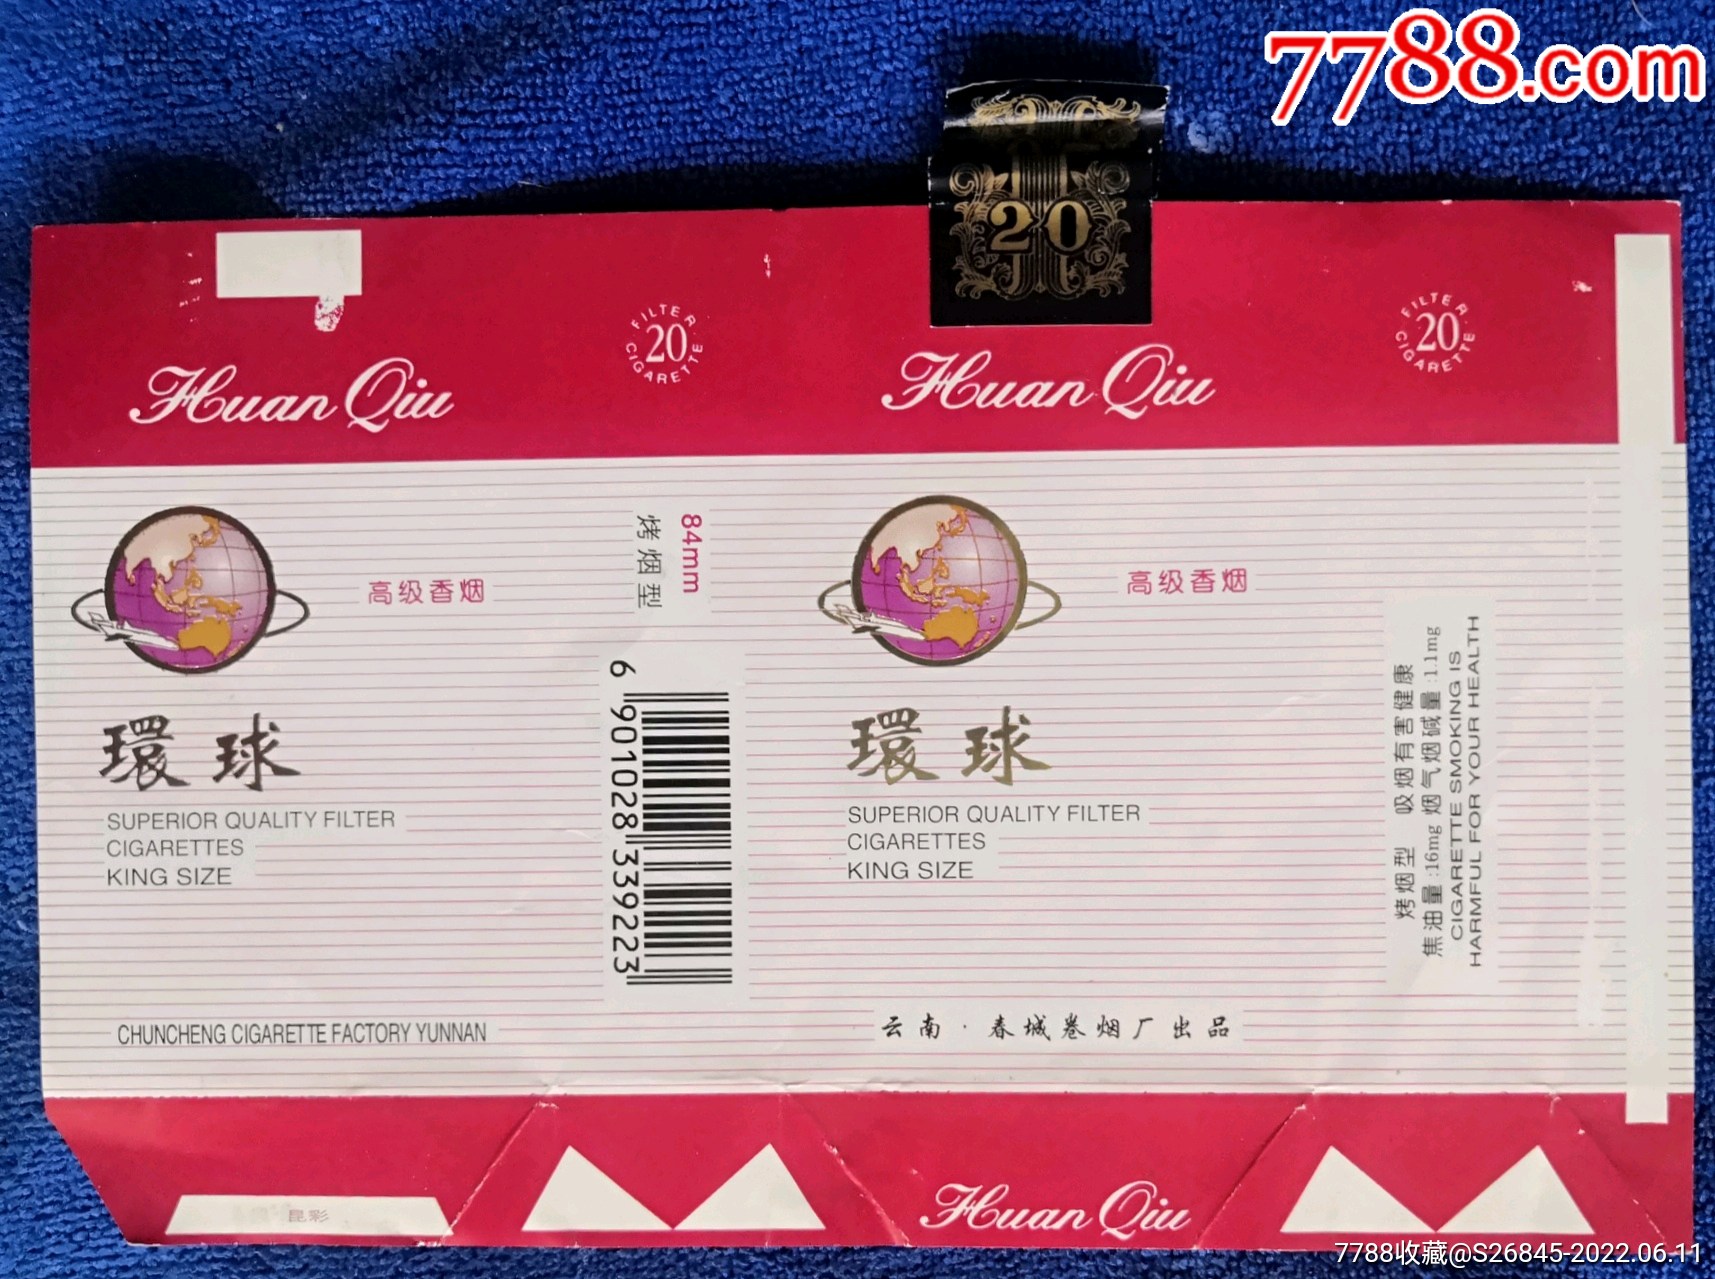 7788.com
20
FILTER
20
CIGARETTE
FILTER
20
CIGARETTE
Huan Qiu
Huan Qiu
高级香烟
84mm
烤烟型
高级香烟
環球
SUPERIOR QUALITY FILTER
CIGARETTES
KING SIZE
6 901028 339223
環球
SUPERIOR QUALITY FILTER
CIGARETTES
KING SIZE
烤烟型 吸烟有害健康
焦油量:16mg 烟气烟碱量:1.1mg
CIGARETTE SMOKING IS
HARMFUL FOR YOUR HEALTH
CHUNCHENG CIGARETTE FACTORY YUNNAN
云南·春城卷烟厂出品
昆彩
Huan Qiu
7788收藏@S26845-2022.06.11